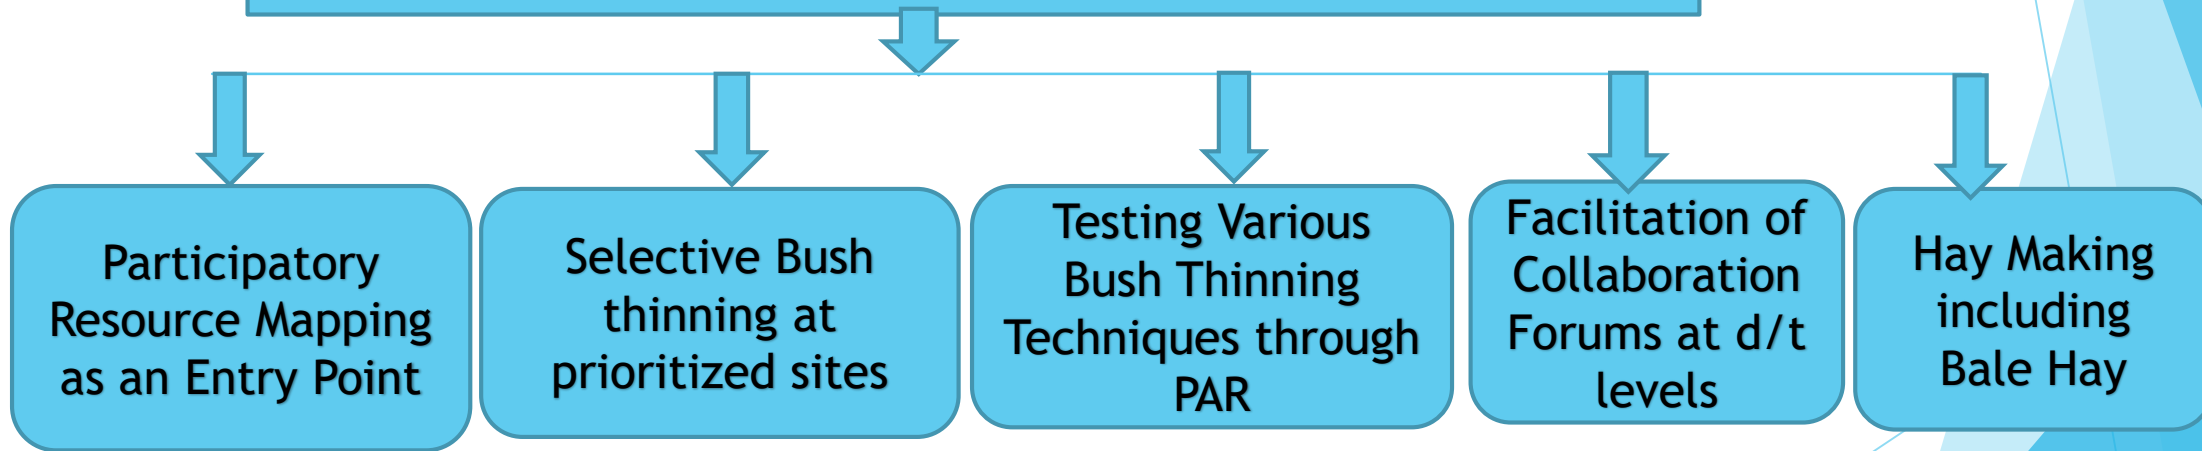 Participatory
Resource Mapping
as an Entry Point
Selective Bush
thinning at
prioritized sites
Testing Various
Bush Thinning
Techniques through
PAR
Facilitation of
Collaboration
Forums at d/t
levels
Hay Making
including
Bale Hay